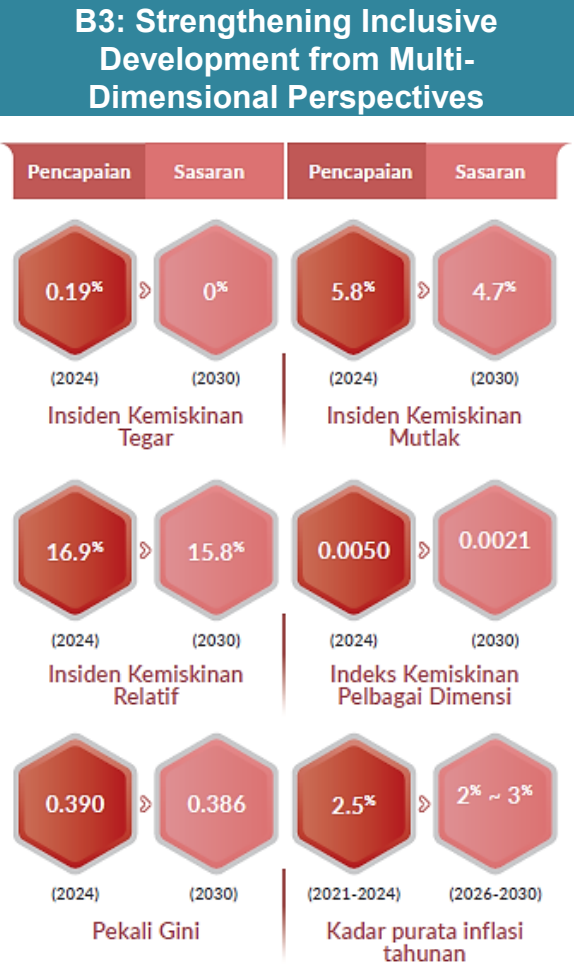 B3: Strengthening Inclusive
Development from Multi-
Dimensional Perspectives
Pencapaian Sasaran Pencapaian Sasaran
0.19% 0% 5.8% 4.7%
(2024) (2030) (2024) (2030)
Insiden Kemiskinan
Tegar
Insiden Kemiskinan
Mutlak
16.9% 15.8% 0.0050 0.0021
(2024) (2030) (2024) (2030)
Insiden Kemiskinan
Relatif
Indeks Kemiskinan
Pelbagai Dimensi
0.390 0.386 2.5% 2% ~ 3%
(2024) (2030) (2021-2024) (2026-2030)
Pekali Gini
Kadar purata inflasi
tahunan